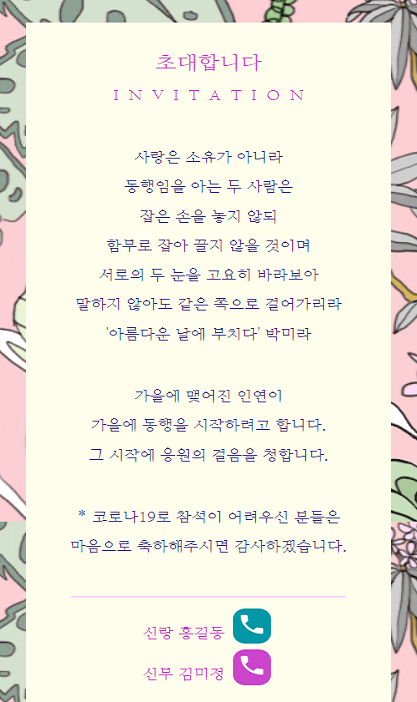 초대합니다
INVITATION
사랑은 소유가 아니라
동행임을 아는 두 사람은
잡은 손을 놓지 않되
함부로 잡아 끌지 않을 것이며
서로의 두 눈을 고요히 바라보아
말하지 않아도 같은 쪽으로 걸어가리라
'아름다운 날에 부치다' 박미라
가을에 맺어진 인연이
가을에 동행을 시작하려고 합니다.
그 시작에 응원의 걸음을 청합니다.
* 코로나19로 참석이 어려우신 분들은
마음으로 축하해주시면 감사하겠습니다.
신랑 홍길동
신부 김미정